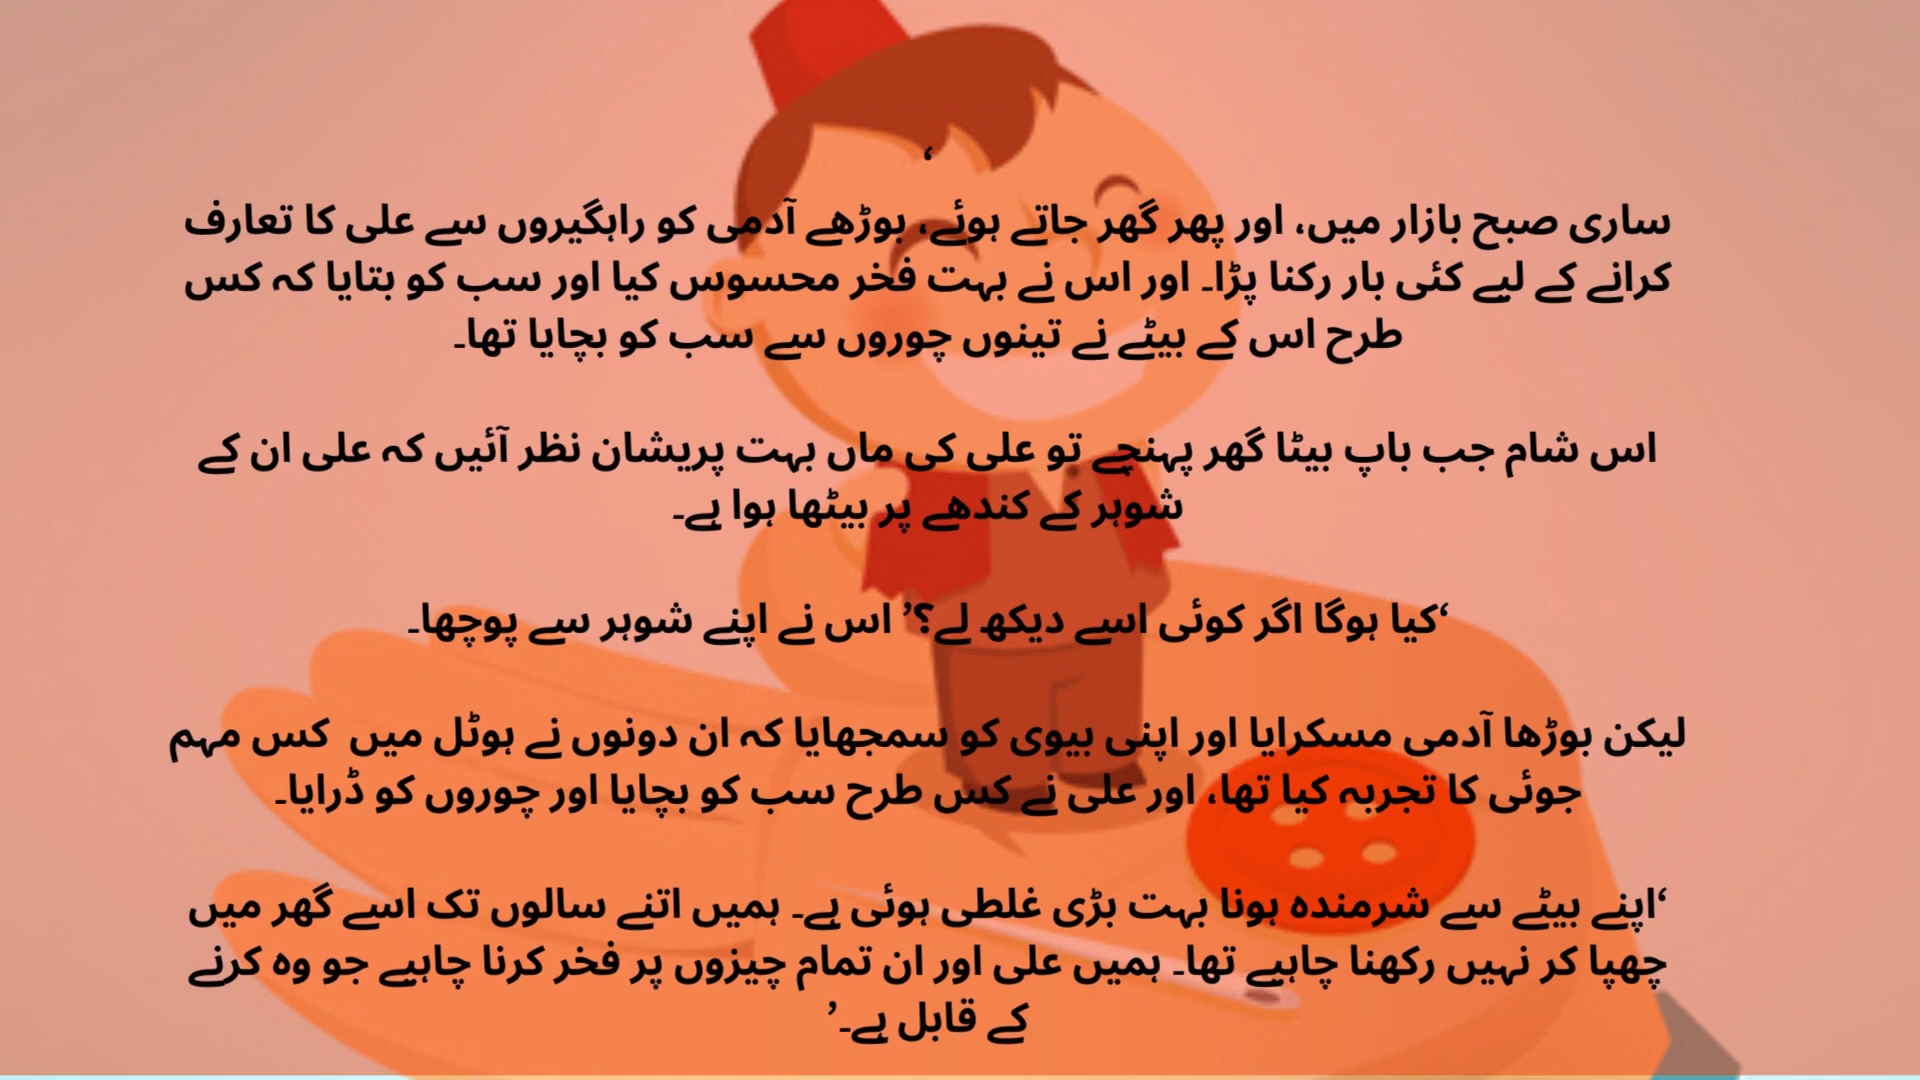 ‘
ساری صبح بازار میں، اور پھر گھر جاتے ہوئے، بوڑھے آدمی کو راہگیروں سے علی کا تعارف
کرانے کے لیے کئی بار رکنا پڑا۔ اور اس نے بہت فخر محسوس کیا اور سب کو بتایا کہ کس
طرح اس کے بیٹے نے تینوں چوروں سے سب کو بچایا تھا۔
اس شام جب باپ بیٹا گھر پہنچے تو علی کی ماں بہت پریشان نظر آئیں کہ علی ان کے
شوہر کے کندھے پر بیٹھا ہوا ہے۔
‘کیا ہوگا اگر کوئی اسے دیکھ لے؟’ اس نے اپنے شوہر سے پوچھا۔
لیکن بوڑھا آدمی مسکرایا اور اپنی بیوی کو سمجھایا کہ ان دونوں نے ہوٹل میں  کس مہم
جوئی کا تجربہ کیا تھا، اور علی نے کس طرح سب کو بچایا اور چوروں کو ڈرایا۔
‘اپنے بیٹے سے شرمندہ ہونا بہت بڑی غلطی ہوئی ہے۔ ہمیں اتنے سالوں تک اسے گھر میں
چھپا کر نہیں رکھنا چاہیے تھا۔ ہمیں علی اور ان تمام چیزوں پر فخر کرنا چاہیے جو وہ کرنے
کے قابل ہے۔’